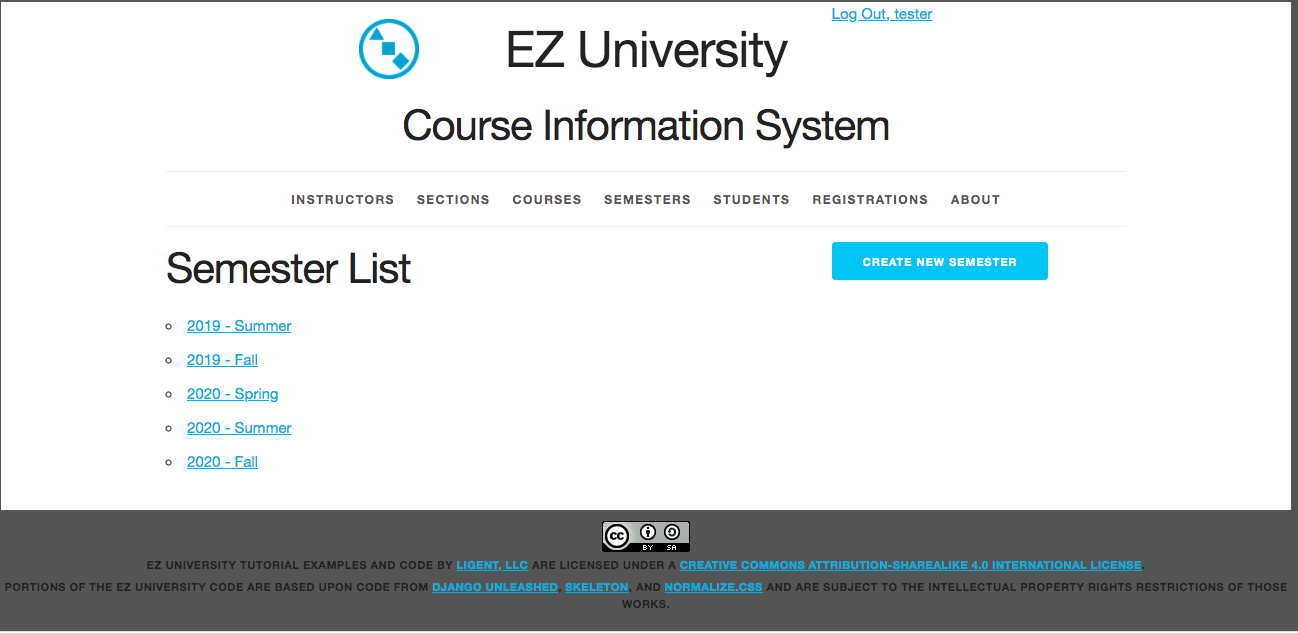 Log Out, tester
EZ University
Course Information System
INSTRUCTORS SECTIONS COURSES SEMESTERS STUDENTS REGISTRATIONS ABOUT
Semester List
CREATE NEW SEMESTER
2019 - Summer
2019 - Fall
2020 - Spring
2020 - Summer
2020 - Fall
cc BY SA
EZ UNIVERSITY TUTORIAL EXAMPLES AND CODE BY LIGENT, LLC ARE LICENSED UNDER A CREATIVE COMMONS ATTRIBUTION-SHAREALIKE 4.0 INTERNATIONAL LICENSE.
PORTIONS OF THE EZ UNIVERSITY CODE ARE BASED UPON CODE FROM DJANGO UNLEASHED, SKELETON, AND NORMALIZE.CSS AND ARE SUBJECT TO THE INTELLECTUAL PROPERTY RIGHTS RESTRICTIONS OF THOSE
WORKS.